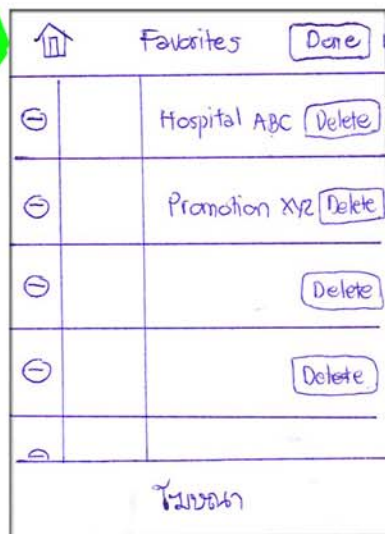 Favorites Done
Hospital ABC Delete
Promotion XYZ Delete
Delete
Delete
โฆษณา